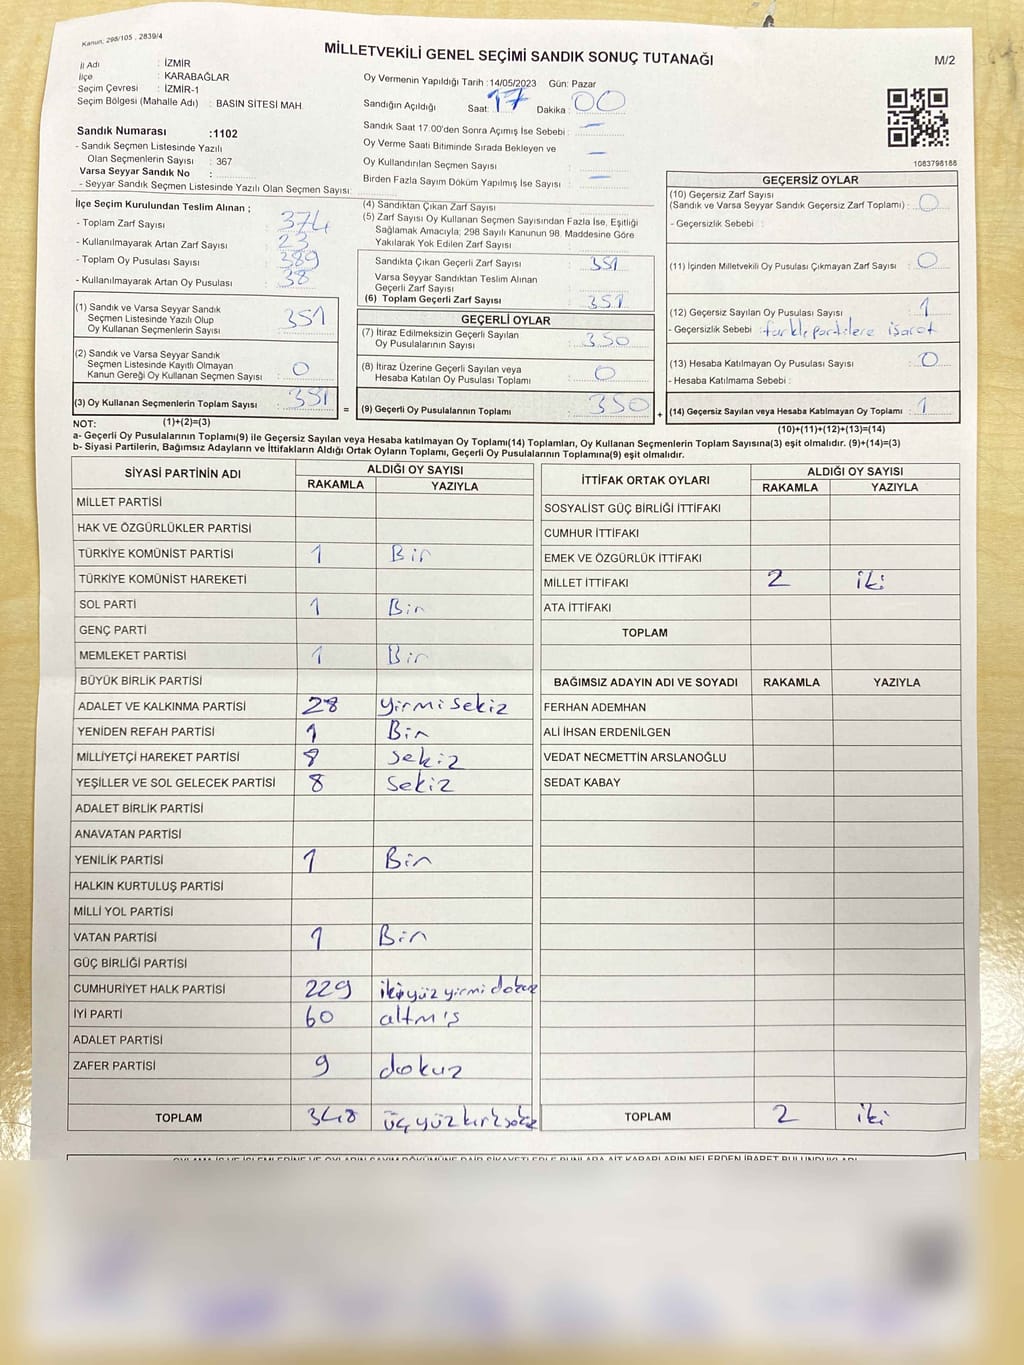 Kanun: 298/105 , 2839/4
MİLLETVEKİLİ GENEL SEÇİMİ SANDIK SONUÇ TUTANAĞI
M/2
İl Adı : İZMİR
İlçe : KARABAĞLAR
Seçim Çevresi : İZMİR-1
Seçim Bölgesi (Mahalle Adı) : BASIN SİTESİ MAH.
Sandık Numarası :1102
- Sandık Seçmen Listesinde Yazılı
Olan Seçmenlerin Sayısı : 367
Varsa Seyyar Sandık No :
- Seyyar Sandık Seçmen Listesinde Yazılı Olan Seçmen Sayısı:
Oy Vermenin Yapıldığı Tarih :14/05/2023 Gün: Pazar
Sandığın Açıldığı Saat: 17 Dakika : 00
Sandık Saat 17.00'den Sonra Açımış İse Sebebi : —
Oy Verme Saati Bitiminde Sırada Bekleyen ve
Oy Kullandırılan Seçmen Sayısı : —
Birden Fazla Sayım Döküm Yapılmış İse Sayısı : —
1083798188
İlçe Seçim Kurulundan Teslim Alınan ;
- Toplam Zarf Sayısı : 374
- Kullanılmayarak Artan Zarf Sayısı : 23
- Toplam Oy Pusulası Sayısı : 389
- Kullanılmayarak Artan Oy Pusulası : 38
(1) Sandık ve Varsa Seyyar Sandık
Seçmen Listesinde Yazılı Olup
Oy Kullanan Seçmenlerin Sayısı : 351
(2) Sandık ve Varsa Seyyar Sandık
Seçmen Listesinde Kayıtlı Olmayan
Kanun Gereği Oy Kullanan Seçmen Sayısı : 0
(3) Oy Kullanan Seçmenlerin Toplam Sayısı : 351
(1)+(2)=(3)
(4) Sandıktan Çıkan Zarf Sayısı
(5) Zarf Sayısı Oy Kullanan Seçmen Sayısından Fazla İse, Eşitliği
Sağlamak Amacıyla; 298 Sayılı Kanunun 98. Maddesine Göre
Yakılarak Yok Edilen Zarf Sayısı :
Sandıkta Çıkan Geçerli Zarf Sayısı : 351
Varsa Seyyar Sandıktan Teslim Alınan
Geçerli Zarf Sayısı :
(6) Toplam Geçerli Zarf Sayısı : 351
GEÇERLİ OYLAR
(7) İtiraz Edilmeksizin Geçerli Sayılan
Oy Pusulalarının Sayısı : 350
(8) İtiraz Üzerine Geçerli Sayılan veya
Hesaba Katılan Oy Pusulası Toplamı : 0
= (9) Geçerli Oy Pusulalarının Toplamı : 350
GEÇERSİZ OYLAR
(10) Geçersiz Zarf Sayısı
(Sandık ve Varsa Seyyar Sandık Geçersiz Zarf Toplamı) : 0
- Geçersizlik Sebebi :
(11) İçinden Milletvekili Oy Pusulası Çıkmayan Zarf Sayısı : 0
(12) Geçersiz Sayılan Oy Pusulası Sayısı : 1
- Geçersizlik Sebebi : farklı partilere işaret
(13) Hesaba Katılmayan Oy Pusulası Sayısı : 0
- Hesaba Katılmama Sebebi :
+ (14) Geçersiz Sayılan veya Hesaba Katılmayan Oy Toplamı : 1
(10)+(11)+(12)+(13)=(14)
NOT:
a- Geçerli Oy Pusulalarının Toplamı(9) ile Geçersiz Sayılan veya Hesaba katılmayan Oy Toplamı(14) Toplamları, Oy Kullanan Seçmenlerin Toplam Sayısına(3) eşit olmalıdır. (9)+(14)=(3)
b- Siyasi Partilerin, Bağımsız Adayların ve İttifakların Aldığı Ortak Oyların Toplamı, Geçerli Oy Pusulalarının Toplamına(9) eşit olmalıdır.
SİYASİ PARTİNİN ADI ALDIĞI OY SAYISI
RAKAMLA YAZIYLA
MİLLET PARTİSİ
HAK VE ÖZGÜRLÜKLER PARTİSİ
TÜRKİYE KOMÜNİST PARTİSİ 1 Bir
TÜRKİYE KOMÜNİST HAREKETİ
SOL PARTİ 1 Bir
GENÇ PARTİ
MEMLEKET PARTİSİ 1 Bir
BÜYÜK BİRLİK PARTİSİ
ADALET VE KALKINMA PARTİSİ 28 yirmi sekiz
YENİDEN REFAH PARTİSİ 1 Bir
MİLLİYETÇİ HAREKET PARTİSİ 8 sekiz
YEŞİLLER VE SOL GELECEK PARTİSİ 8 Sekiz
ADALET BİRLİK PARTİSİ
ANAVATAN PARTİSİ
YENİLİK PARTİSİ 1 Bir
HALKIN KURTULUŞ PARTİSİ
MİLLİ YOL PARTİSİ
VATAN PARTİSİ 1 Bir
GÜÇ BİRLİĞİ PARTİSİ
CUMHURİYET HALK PARTİSİ 229 ikiyüz yirmi dokuz
İYİ PARTİ 60 altmış
ADALET PARTİSİ
ZAFER PARTİSİ 9 dokuz
TOPLAM 348 üçyüz kırk sekiz
İTTİFAK ORTAK OYLARI ALDIĞI OY SAYISI
RAKAMLA YAZIYLA
SOSYALİST GÜÇ BİRLİĞİ İTTİFAKI
CUMHUR İTTİFAKI
EMEK VE ÖZGÜRLÜK İTTİFAKI
MİLLET İTTİFAKI 2 iki
ATA İTTİFAKI
TOPLAM
BAĞIMSIZ ADAYIN ADI VE SOYADI RAKAMLA YAZIYLA
FERHAN ADEMHAN
ALİ İHSAN ERDENİLGEN
VEDAT NECMETTİN ARSLANOĞLU
SEDAT KABAY
TOPLAM 2 iki